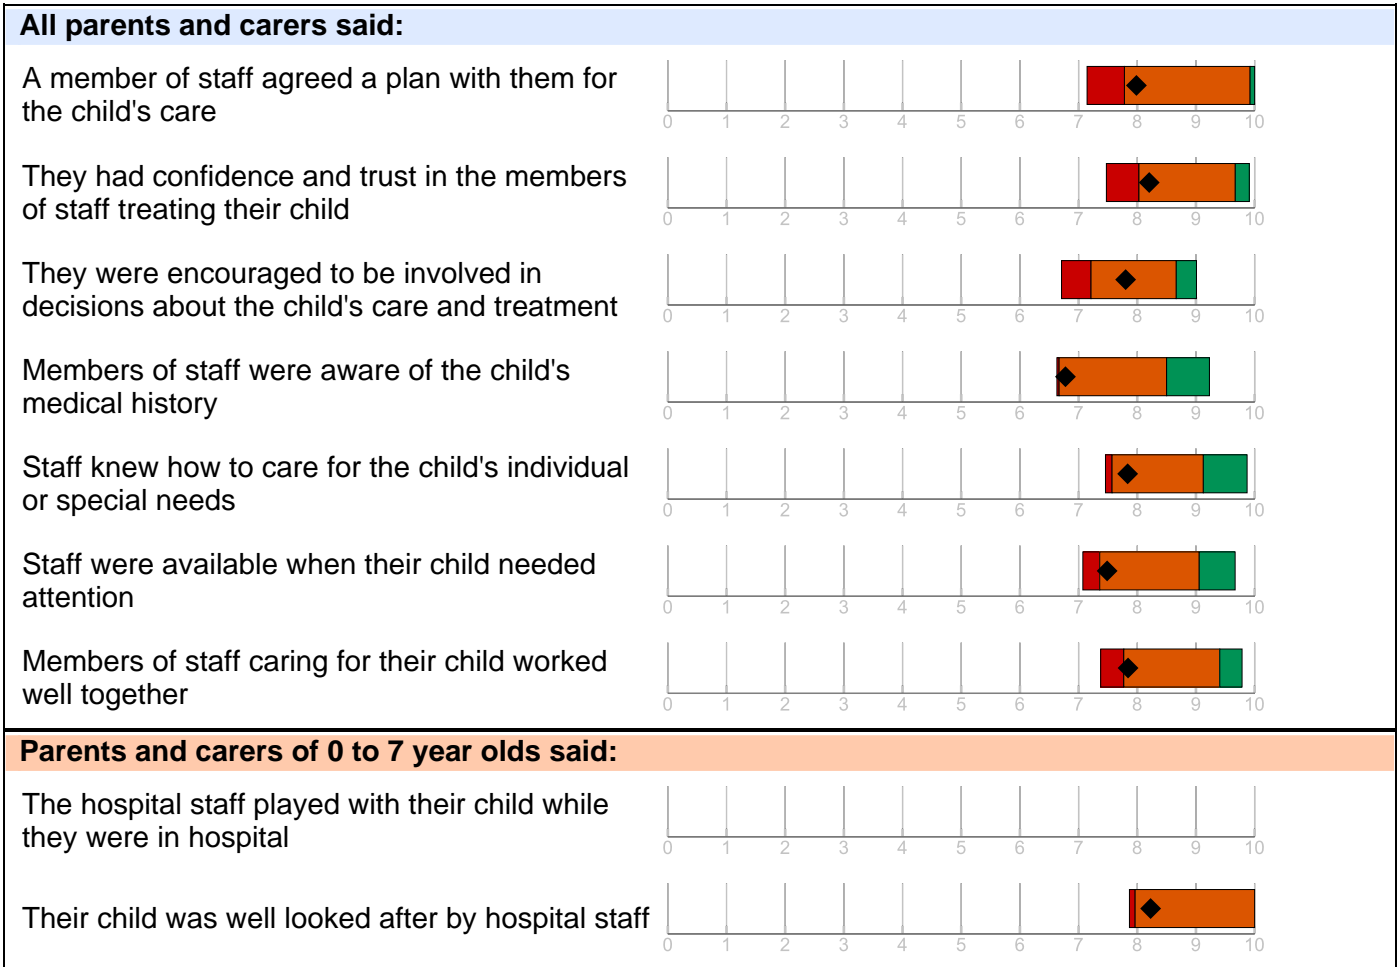 All parents and carers said:
A member of staff agreed a plan with them for
the child's care
0 1 2 3 4 5 6 7 8 9 10
They had confidence and trust in the members
of staff treating their child
0 1 2 3 4 5 6 7 8 9 10
They were encouraged to be involved in
decisions about the child's care and treatment
0 1 2 3 4 5 6 7 8 9 10
Members of staff were aware of the child's
medical history
0 1 2 3 4 5 6 7 8 9 10
Staff knew how to care for the child's individual
or special needs
0 1 2 3 4 5 6 7 8 9 10
Staff were available when their child needed
attention
0 1 2 3 4 5 6 7 8 9 10
Members of staff caring for their child worked
well together
0 1 2 3 4 5 6 7 8 9 10
Parents and carers of 0 to 7 year olds said:
The hospital staff played with their child while
they were in hospital
0 1 2 3 4 5 6 7 8 9 10
Their child was well looked after by hospital staff
0 1 2 3 4 5 6 7 8 9 10